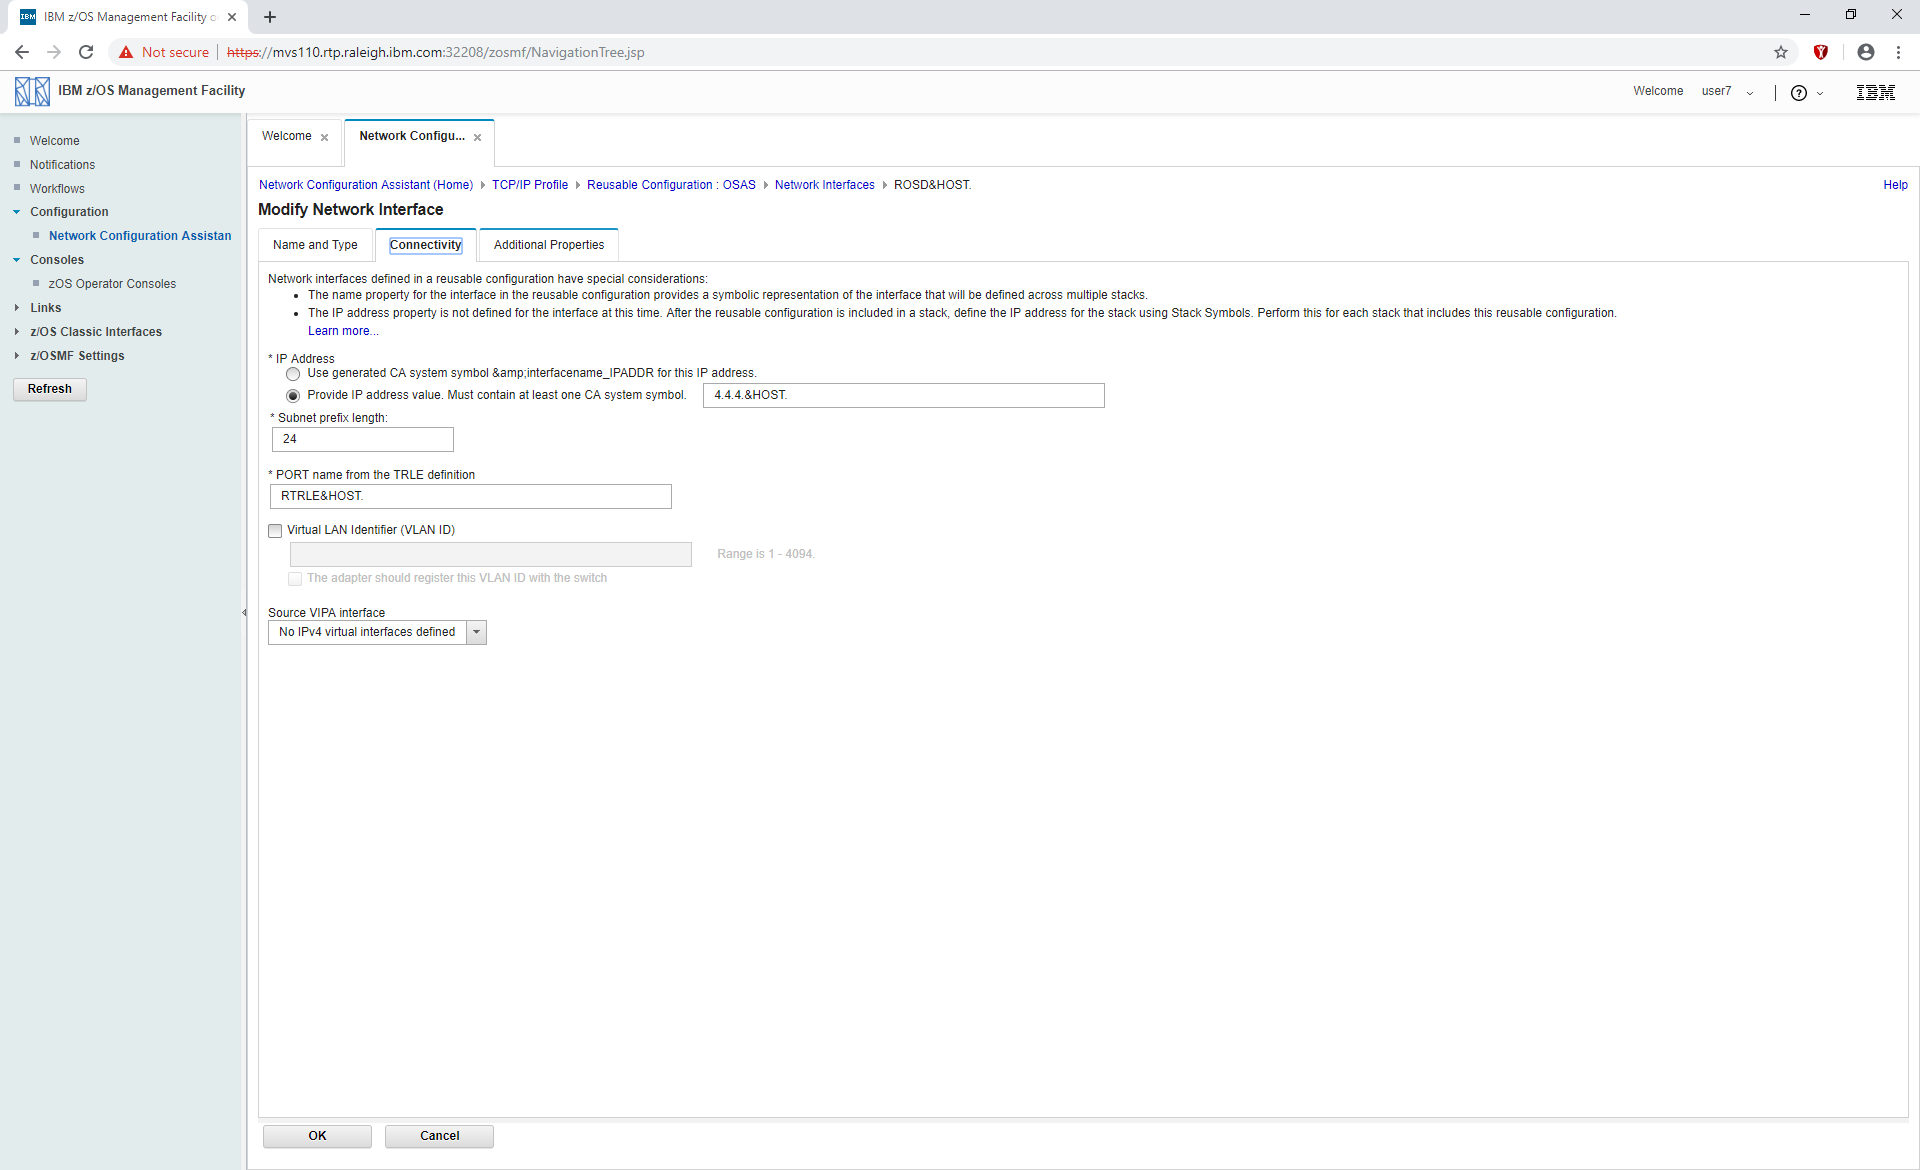 IBM z/OS Management Facility o
Not secure
https://mvs110.rtp.raleigh.ibm.com:32208/zosmf/NavigationTree.jsp
IBM z/OS Management Facility
Welcome user7
IBM
Welcome
Notifications
Workflows
Configuration
Network Configuration Assistan
Consoles
zOS Operator Consoles
Links
z/OS Classic Interfaces
z/OSMF Settings
Refresh
Welcome
Network Configu...
Network Configuration Assistant (Home) TCP/IP Profile Reusable Configuration : OSAS Network Interfaces ROSD&HOST.
Help
Modify Network Interface
Name and Type
Connectivity
Additional Properties
Network interfaces defined in a reusable configuration have special considerations:
• The name property for the interface in the reusable configuration provides a symbolic representation of the interface that will be defined across multiple stacks.
• The IP address property is not defined for the interface at this time. After the reusable configuration is included in a stack, define the IP address for the stack using Stack Symbols. Perform this for each stack that includes this reusable configuration.
Learn more...
* IP Address
Use generated CA system symbol &amp;interfacename_IPADDR for this IP address.
Provide IP address value. Must contain at least one CA system symbol. 4.4.4.&HOST.
* Subnet prefix length:
24
* PORT name from the TRLE definition
RTRLE&HOST.
Virtual LAN Identifier (VLAN ID)
Range is 1 - 4094.
The adapter should register this VLAN ID with the switch
Source VIPA interface
No IPv4 virtual interfaces defined
OK
Cancel